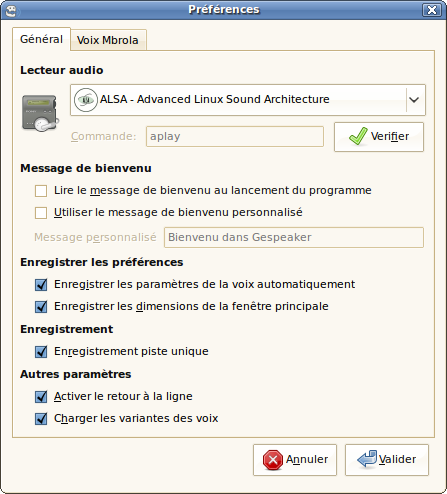 Préférences
Général
Voix Mbrola
Lecteur audio
ALSA - Advanced Linux Sound Architecture
Commande: aplay
Verifier
Message de bienvenu
Lire le message de bienvenu au lancement du programme
Utiliser le message de bienvenu personnalisé
Message personnalisé Bienvenu dans Gespeaker
Enregistrer les préférences
Enregistrer les paramètres de la voix automatiquement
Enregistrer les dimensions de la fenêtre principale
Enregistrement
Enregistrement piste unique
Autres paramètres
Activer le retour à la ligne
Charger les variantes des voix
Annuler
Valider